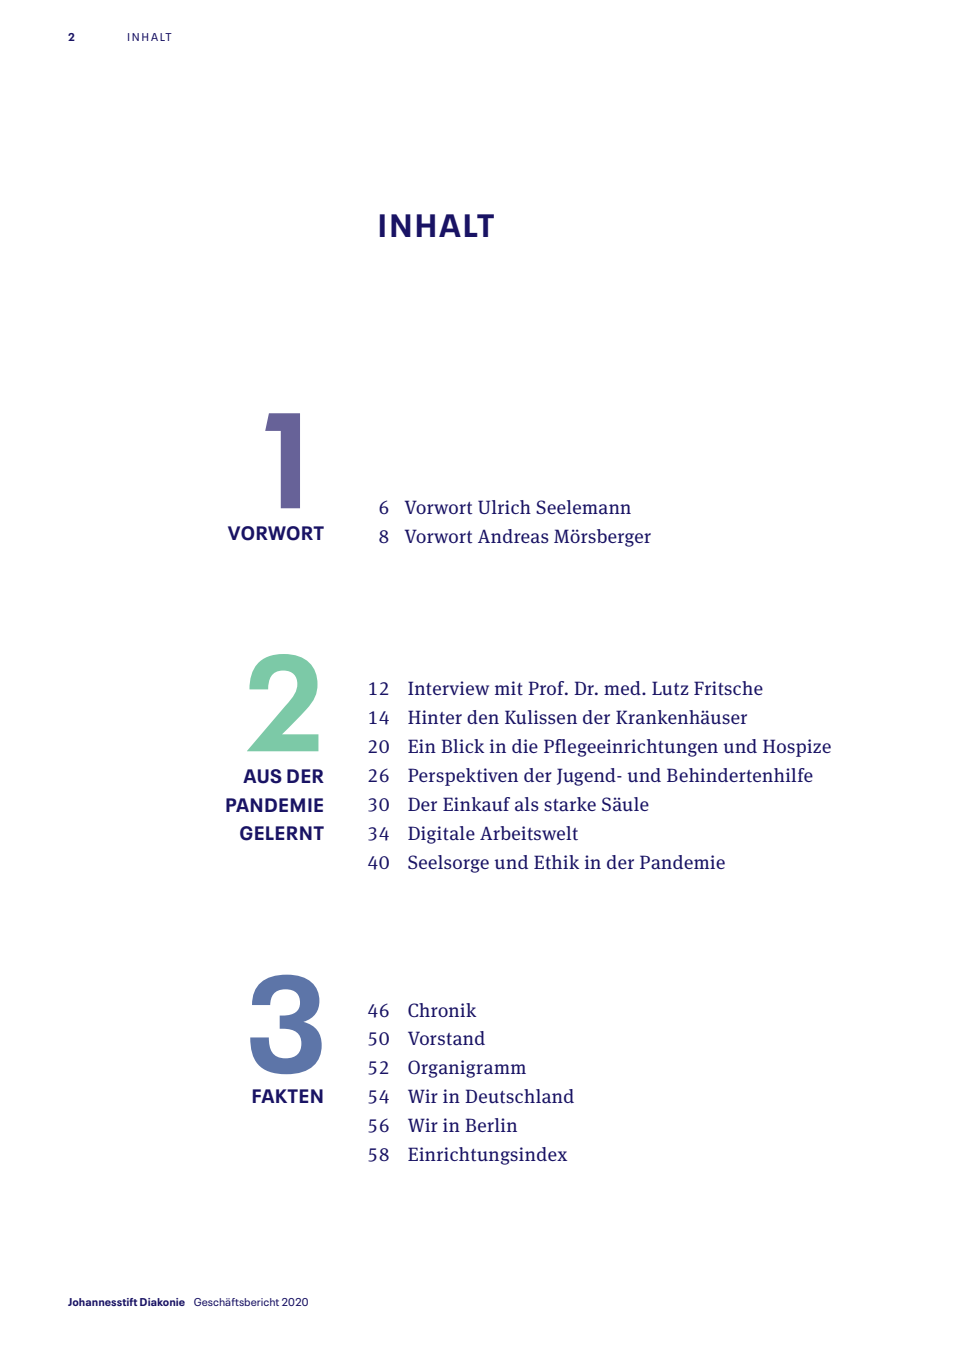 2 INHALT
INHALT
1
VORWORT
6 Vorwort Ulrich Seelemann
8 Vorwort Andreas Mörsberger
2
AUS DER
PANDEMIE
GELERNT
12 Interview mit Prof. Dr. med. Lutz Fritsche
14 Hinter den Kulissen der Krankenhäuser
20 Ein Blick in die Pflegeeinrichtungen und Hospize
26 Perspektiven der Jugend- und Behindertenhilfe
30 Der Einkauf als starke Säule
34 Digitale Arbeitswelt
40 Seelsorge und Ethik in der Pandemie
3
FAKTEN
46 Chronik
50 Vorstand
52 Organigramm
54 Wir in Deutschland
56 Wir in Berlin
58 Einrichtungsindex
Johannesstift Diakonie Geschäftsbericht 2020